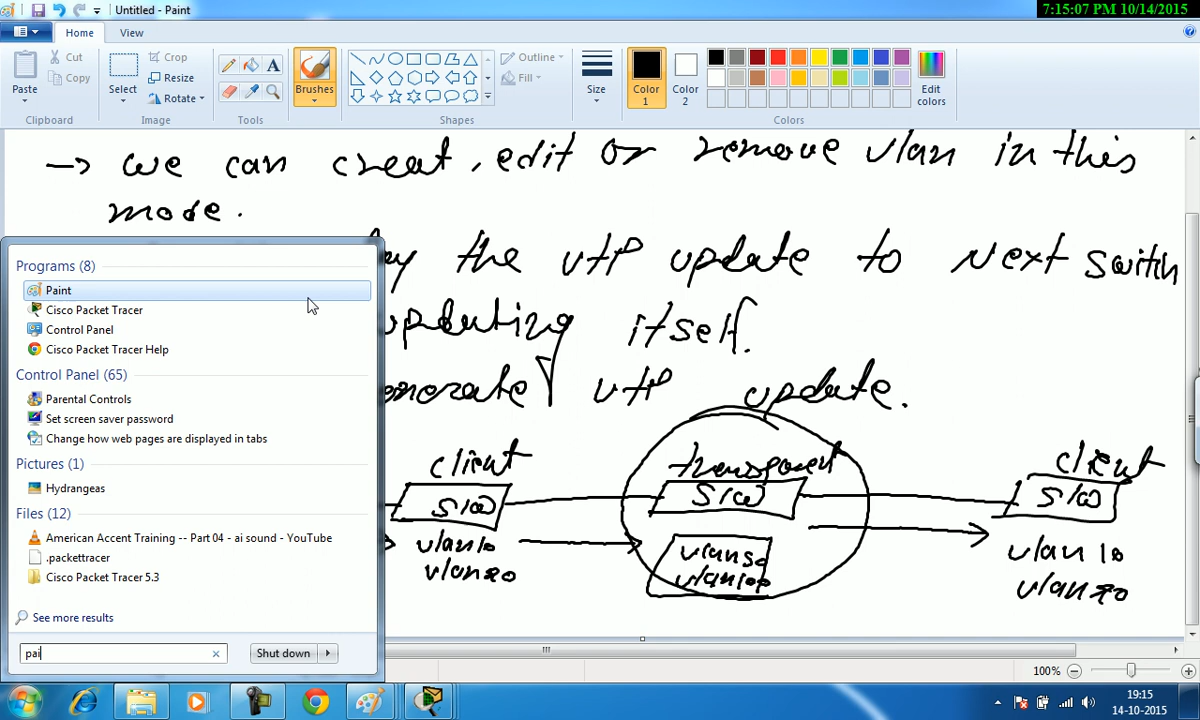 Untitled - Paint
7:15:07 PM 10/14/2015
Home
View
Paste
Cut
Copy
Clipboard
Select
Crop
Resize
Rotate
Image
Tools
Brushes
Shapes
Outline
Fill
Size
Color 1
Color 2
Edit colors
Colors
→ we can creat, edit or remove vlan in this
mode.
the vtp update to Next switch
updating itself.
enerate vtp update.
client
transparent
client
S/W
S/W
S/W
vlan10
vlan20
vlan50
vlan100
vlan 10
vlan20
Programs (8)
Paint
Cisco Packet Tracer
Control Panel
Cisco Packet Tracer Help
Control Panel (65)
Parental Controls
Set screen saver password
Change how web pages are displayed in tabs
Pictures (1)
Hydrangeas
Files (12)
American Accent Training -- Part 04 - ai sound - YouTube
.packettracer
Cisco Packet Tracer 5.3
See more results
pai
Shut down
100%
19:15
14-10-2015